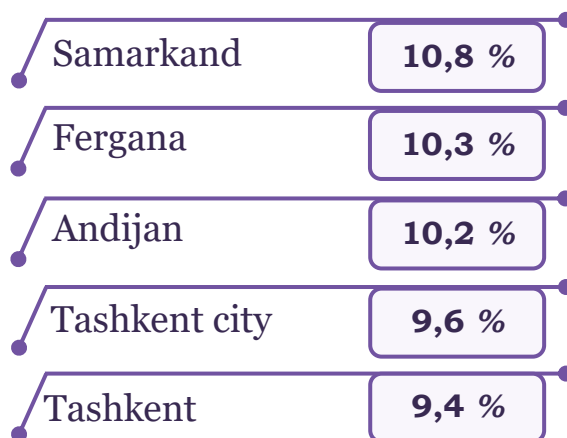 Samarkand 10,8 %
Fergana 10,3 %
Andijan 10,2 %
Tashkent city 9,6 %
Tashkent 9,4 %